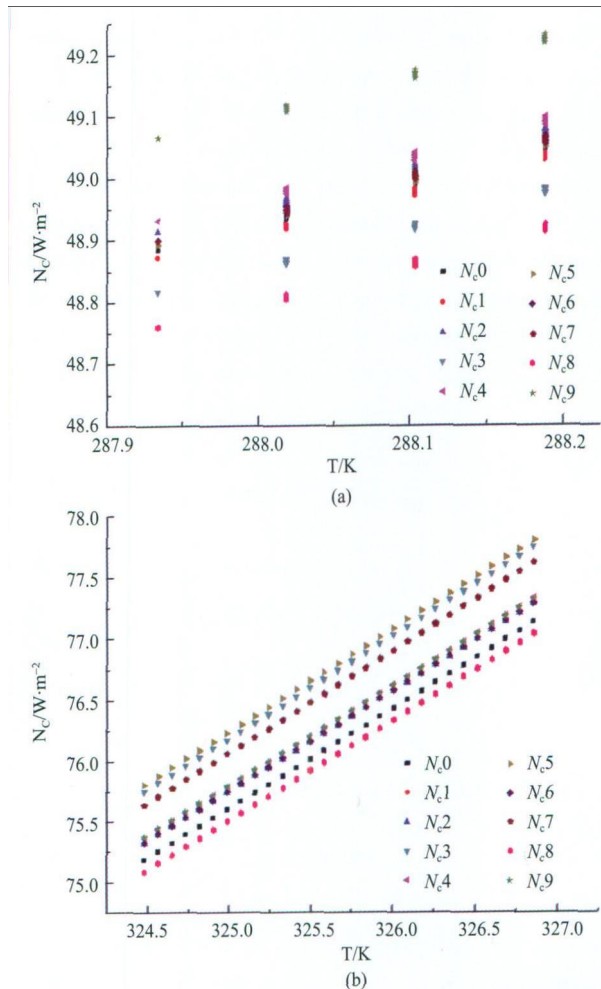 49.2
49.1
49.0
48.9
48.8
48.7
48.6
N_C/W·m⁻²
287.9 288.0 288.1 288.2
T/K
N_c0 N_c5
N_c1 N_c6
N_c2 N_c7
N_c3 N_c8
N_c4 N_c9
(a)
78.0
77.5
77.0
76.5
76.0
75.5
75.0
N_C/W·m⁻²
324.5 325.0 325.5 326.0 326.5 327.0
T/K
N_c0 N_c5
N_c1 N_c6
N_c2 N_c7
N_c3 N_c8
N_c4 N_c9
(b)